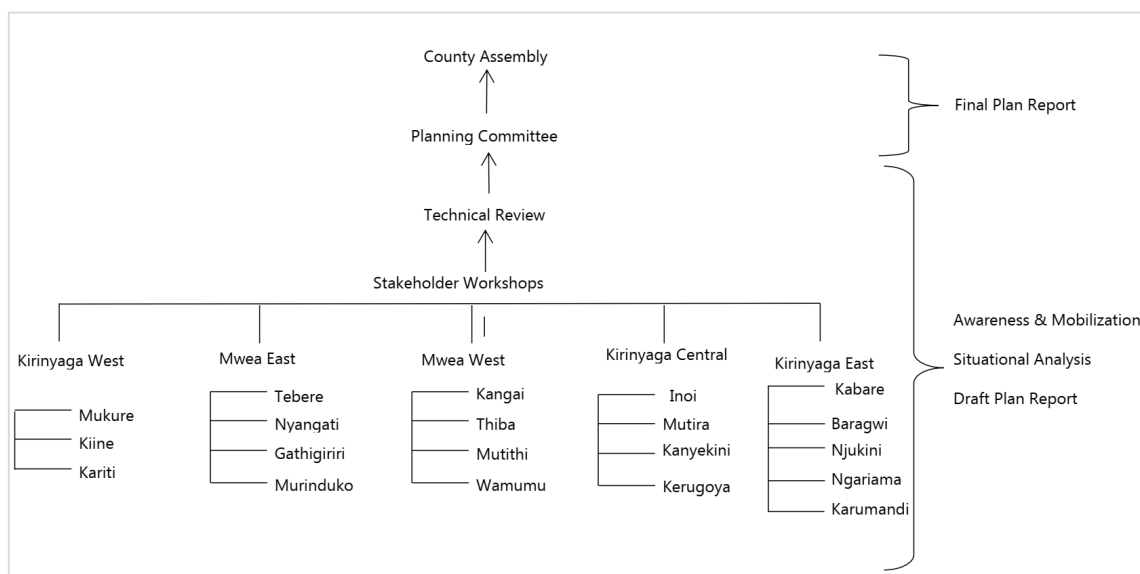 County Assembly
Planning Committee
Final Plan Report
Technical Review
Stakeholder Workshops
Kirinyaga West
Mukure
Kiine
Kariti
Mwea East
Tebere
Nyangati
Gathigiriri
Murinduko
Mwea West
Kangai
Thiba
Mutithi
Wamumu
Kirinyaga Central
Inoi
Mutira
Kanyekini
Kerugoya
Kirinyaga East
Kabare
Baragwi
Njukini
Ngariama
Karumandi
Awareness & Mobilization
Situational Analysis
Draft Plan Report